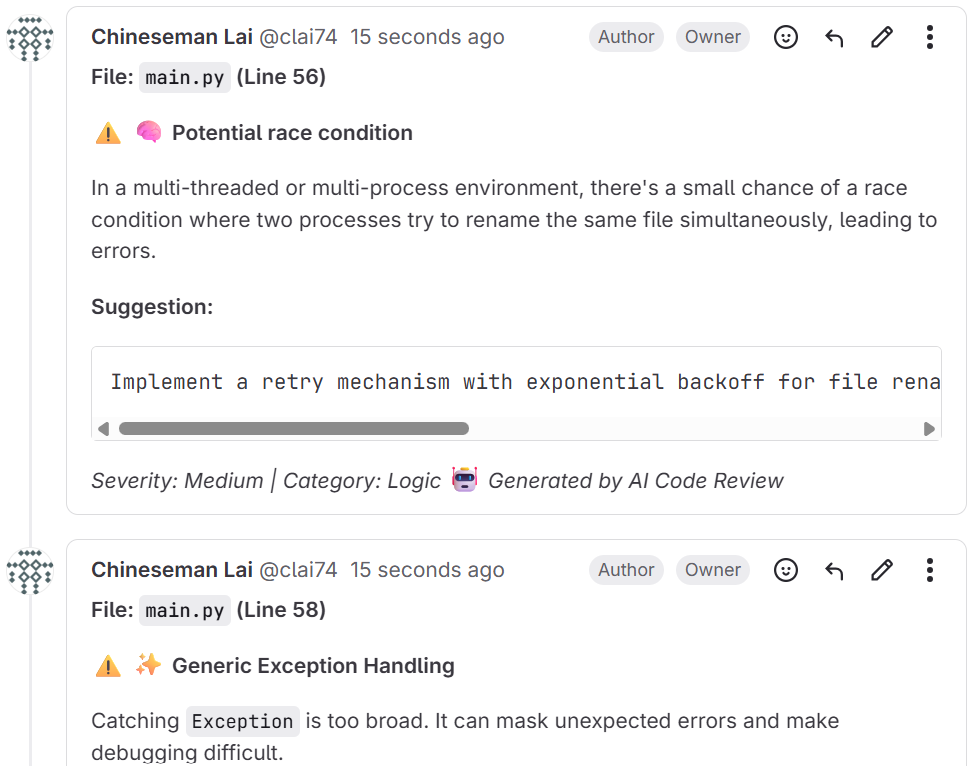 Chineseman Lai @clai74 15 seconds ago Author Owner
File: main.py (Line 56)
⚠️ 🧠 Potential race condition
In a multi-threaded or multi-process environment, there's a small chance of a race
condition where two processes try to rename the same file simultaneously, leading to
errors.
Suggestion:
Implement a retry mechanism with exponential backoff for file rena
Severity: Medium | Category: Logic 🤖 Generated by AI Code Review
Chineseman Lai @clai74 15 seconds ago Author Owner
File: main.py (Line 58)
⚠️ ✨ Generic Exception Handling
Catching Exception is too broad. It can mask unexpected errors and make
debugging difficult.